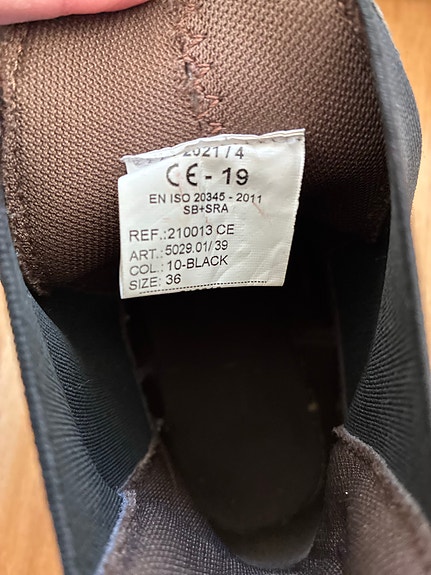 2021 / 4
CE - 19
EN ISO 20345 - 2011
SB+SRA
REF.:210013 CE
ART.: 5029.01/ 39
COL.: 10-BLACK
SIZE: 36